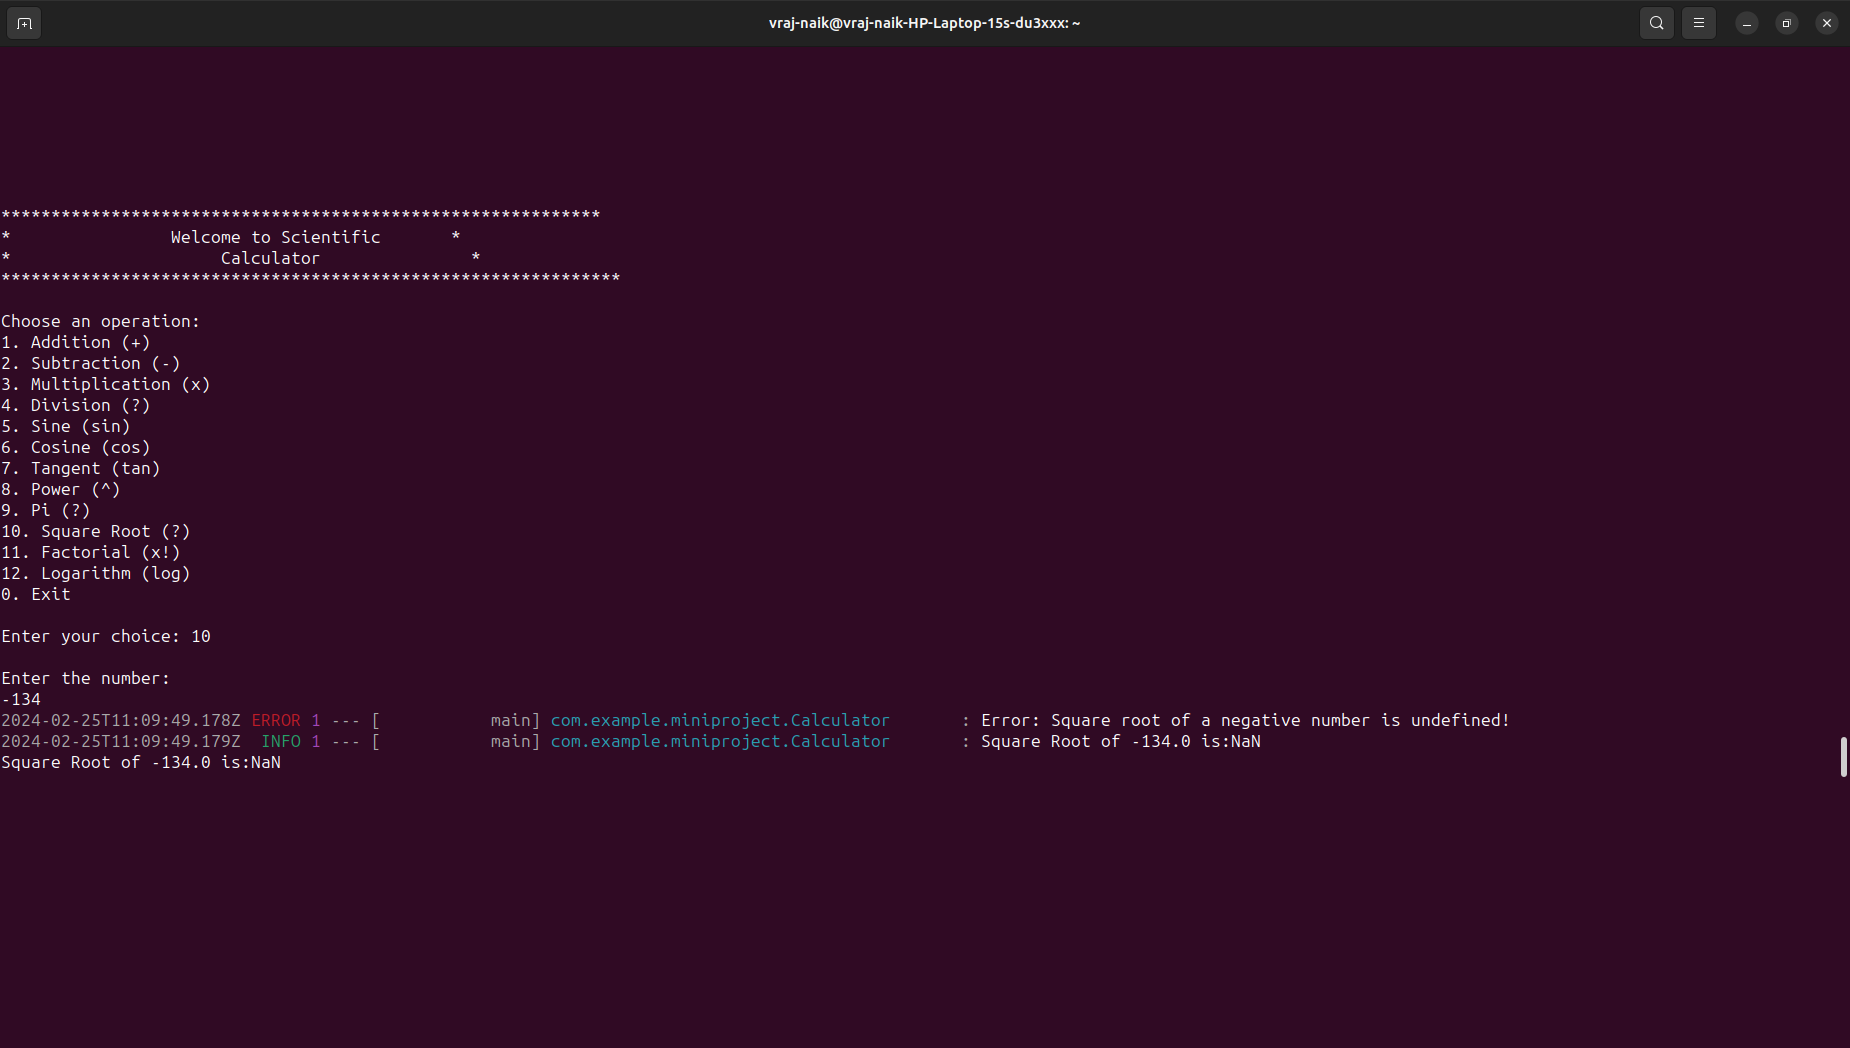 vraj-naik@vraj-naik-HP-Laptop-15s-du3xxx: ~
************************************************************
*                Welcome to Scientific       *
*                     Calculator               *
**************************************************************
Choose an operation:
1. Addition (+)
2. Subtraction (-)
3. Multiplication (x)
4. Division (?)
5. Sine (sin)
6. Cosine (cos)
7. Tangent (tan)
8. Power (^)
9. Pi (?)
10. Square Root (?)
11. Factorial (x!)
12. Logarithm (log)
0. Exit
Enter your choice: 10
Enter the number:
-134
2024-02-25T11:09:49.178Z ERROR 1 --- [           main] com.example.miniproject.Calculator       : Error: Square root of a negative number is undefined!
2024-02-25T11:09:49.179Z  INFO 1 --- [           main] com.example.miniproject.Calculator       : Square Root of -134.0 is:NaN
Square Root of -134.0 is:NaN